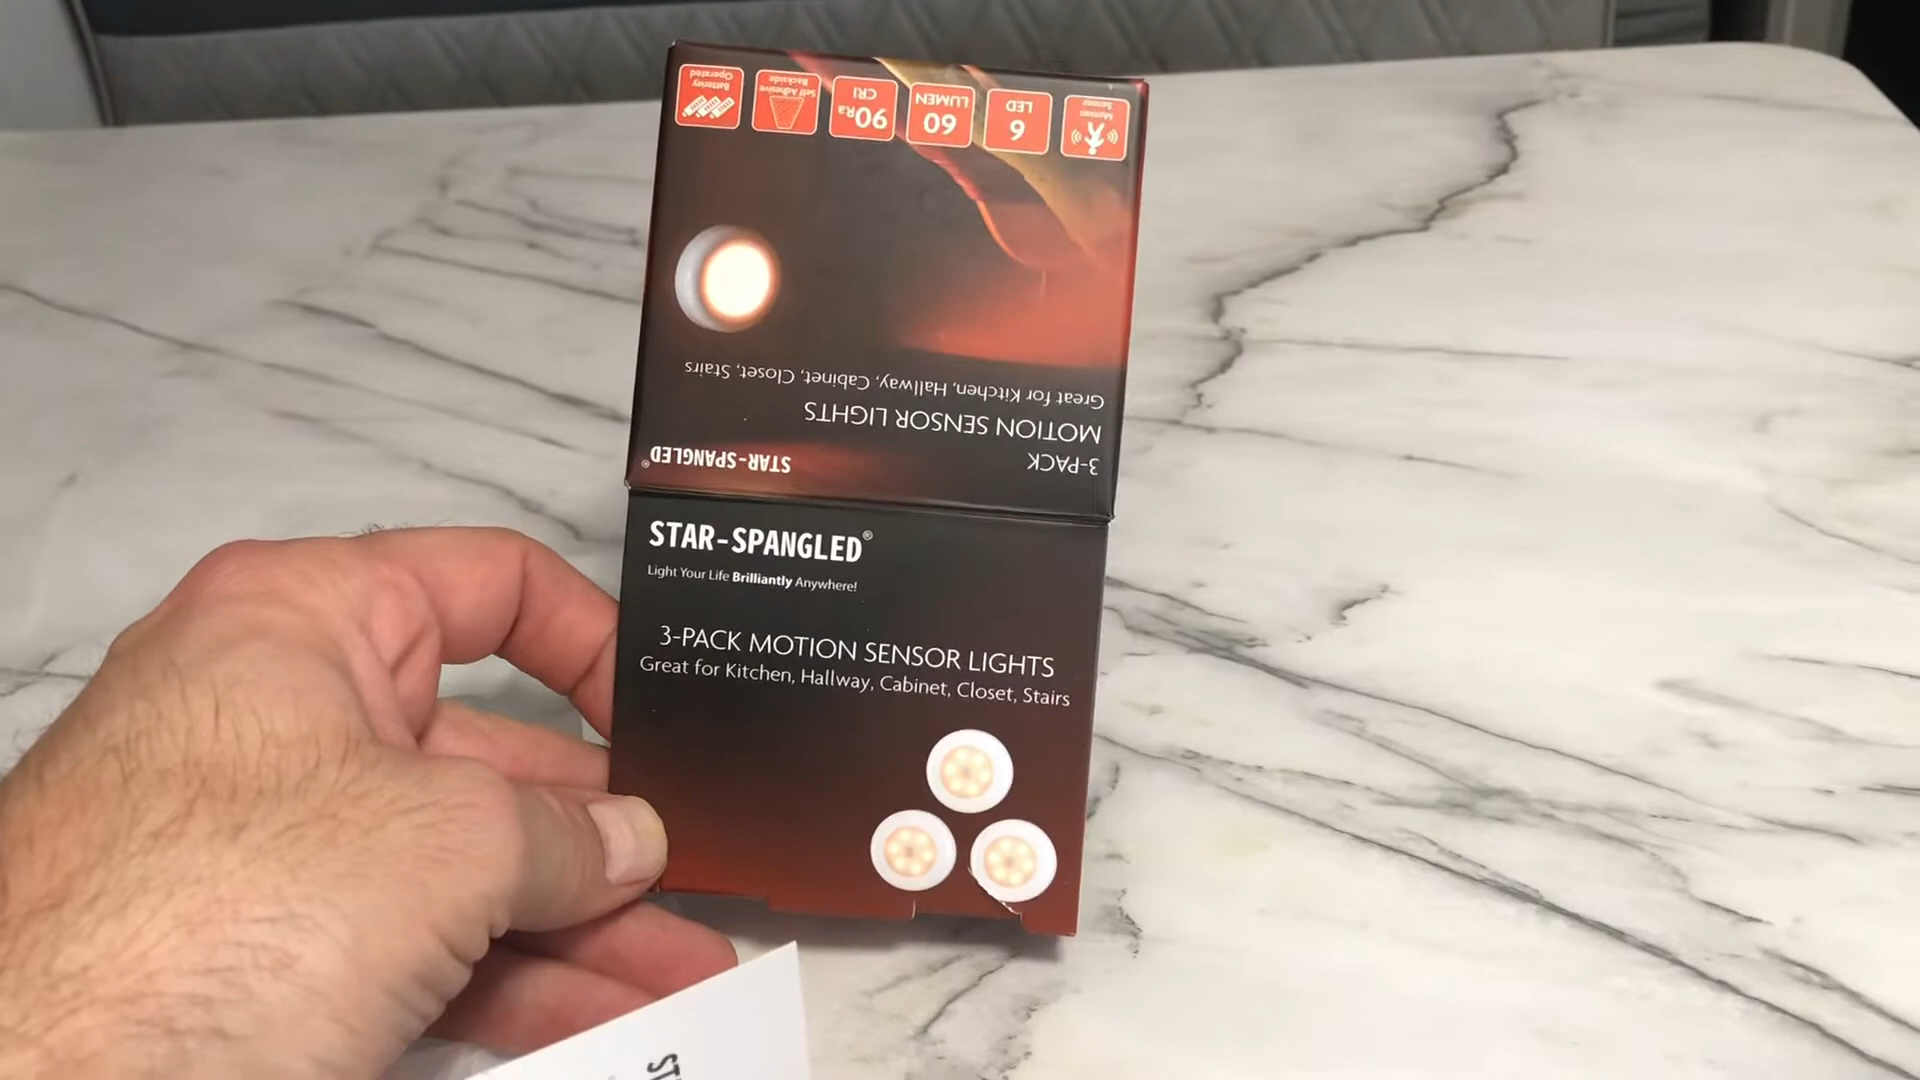 Batteriey
Operated
Self Adhesive
Backside
90Ra
CRI
60
LUMEN
6
LED
Motion
Sensor
Great for Kitchen, Hallway, Cabinet, Closet, Stairs
MOTION SENSOR LIGHTS
3-PACK
STAR-SPANGLED®
STAR-SPANGLED®
Light Your Life Brilliantly Anywhere!
3-PACK MOTION SENSOR LIGHTS
Great for Kitchen, Hallway, Cabinet, Closet, Stairs
ST